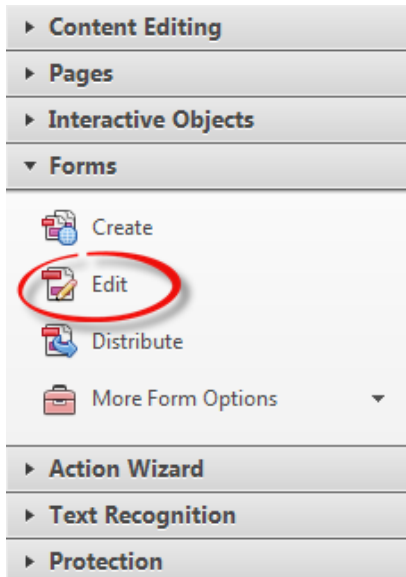 Content Editing
Pages
Interactive Objects
Forms
Create
Edit
Distribute
More Form Options
Action Wizard
Text Recognition
Protection